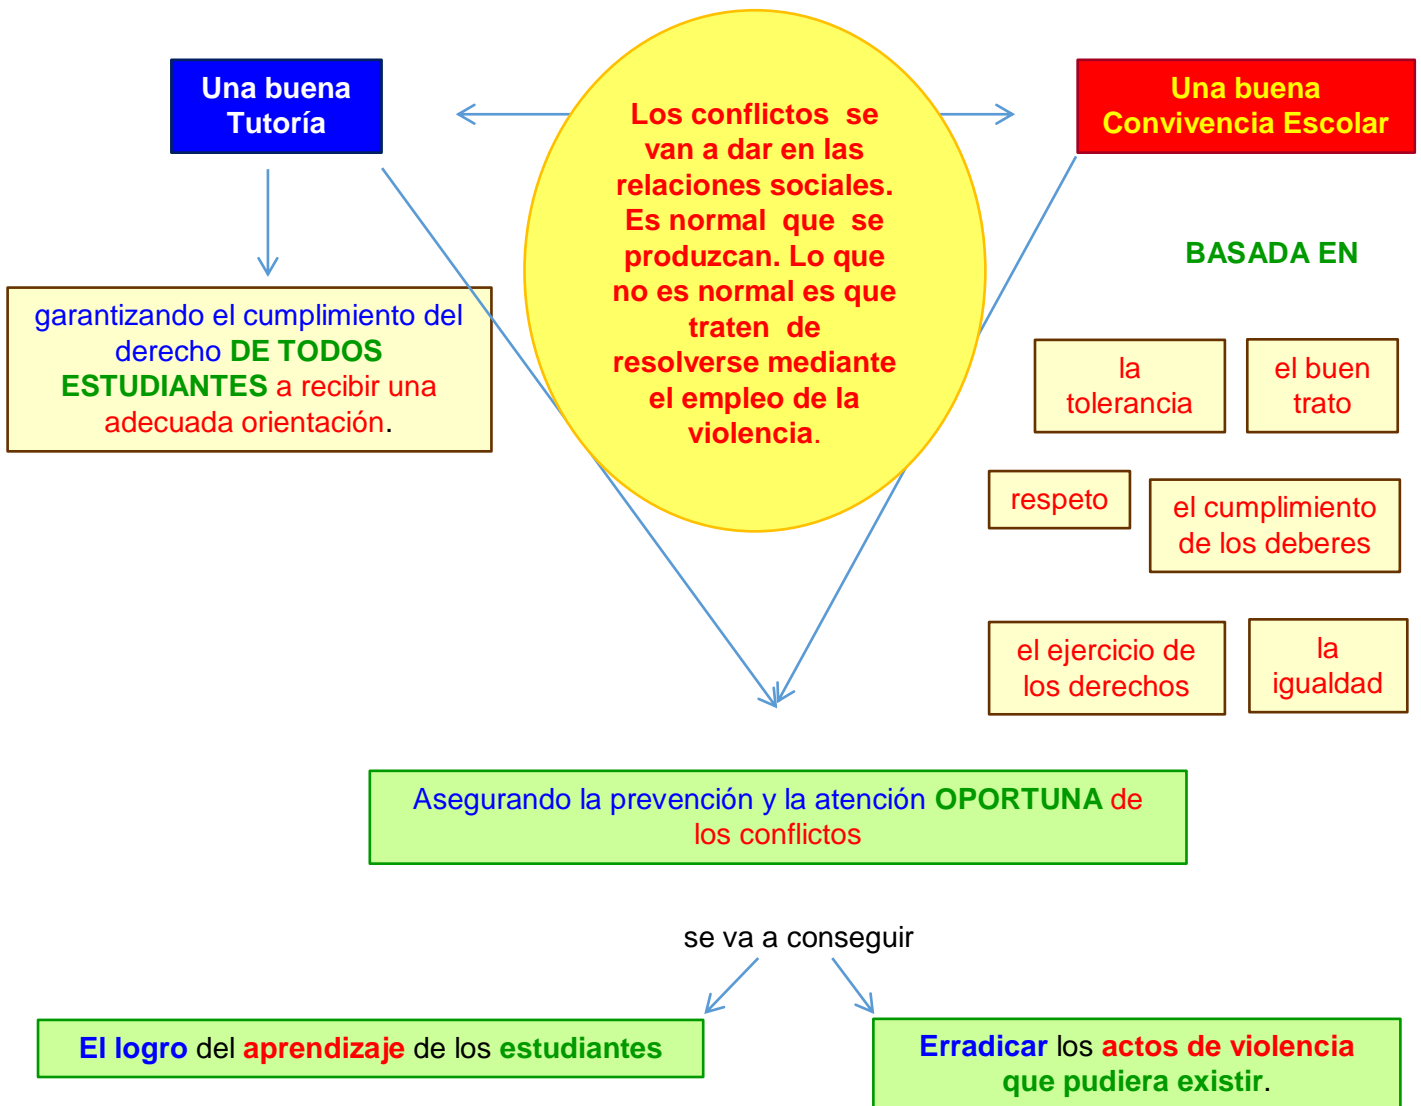 Una buena
Tutoría
Los conflictos se
van a dar en las
relaciones sociales.
Es normal que se
produzcan. Lo que
no es normal es que
traten de
resolverse mediante
el empleo de la
violencia.
Una buena
Convivencia Escolar
garantizando el cumplimiento del
derecho DE TODOS
ESTUDIANTES a recibir una
adecuada orientación.
BASADA EN
la
tolerancia
el buen
trato
respeto
el cumplimiento
de los deberes
el ejercicio de
los derechos
la
igualdad
Asegurando la prevención y la atención OPORTUNA de
los conflictos
se va a conseguir
El logro del aprendizaje de los estudiantes
Erradicar los actos de violencia
que pudiera existir.